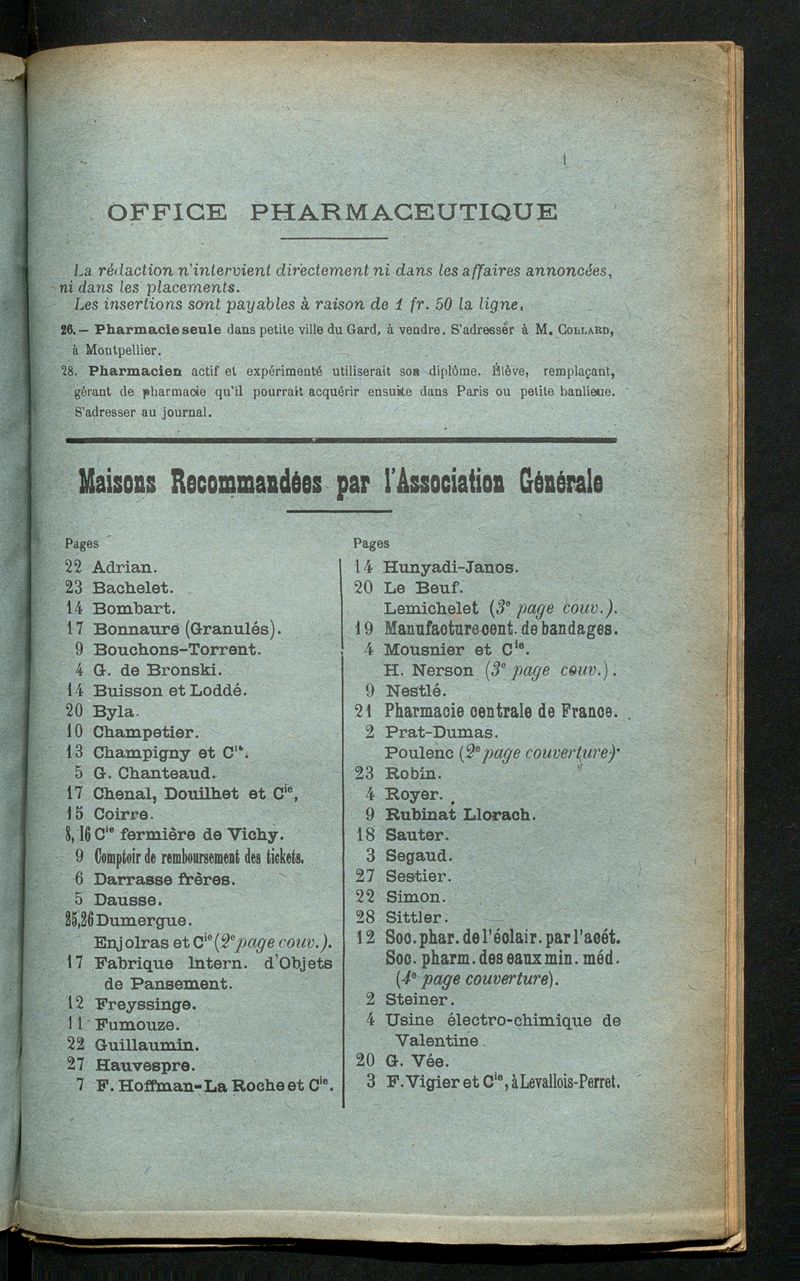 OFFICE PHARMACEUTIQUE
La rédaction n'intervient directement ni dans les affaires annoncées,
ni dans les placements.
Les insertions sont payables à raison de 1 fr. 50 la ligne.
26.— Pharmacie seule dans petite ville du Gard, à vendre. S'adresser à M. COLLARD,
à Montpellier.
28. Pharmacien actif et expérimenté utiliserait son diplôme. Élève, remplaçant,
gérant de pharmacie qu'il pourrait acquérir ensuite dans Paris ou petite banlieue.
S'adresser au journal.
Maisons Recommandées par l'Association Générale
Pages
22 Adrian.
23 Bachelet.
14 Bombart.
17 Bonnaure (Granulés).
9 Bouchons-Torrent.
4 G. de Bronski.
14 Buisson et Loddé.
20 Byla.
10 Champetier.
13 Champigny et Cie.
5 G. Chanteaud.
17 Chenal, Douilhet et Cie,
15 Coirre.
8, 16 Cie fermière de Vichy.
9 Comptoir de remboursement des tickets.
6 Darrasse frères.
5 Dausse.
25,26 Dumergue.
Enjolras et Cie (2e page couv.).
17 Fabrique Intern. d'Objets
de Pansement.
12 Freyssinge.
11 Fumouze.
22 Guillaumin.
27 Hauvespre.
7 F. Hoffman-La Roche et Cie.
Pages
14 Hunyadi-Janos.
20 Le Beuf.
Lemichelet (3e page couv.).
19 Manufacture cent. de bandages.
4 Mousnier et Cie.
H. Nerson (3e page couv.).
9 Nestlé.
21 Pharmacie centrale de France.
2 Prat-Dumas.
Poulenc (2e page couverture).
23 Robin.
4 Royer.
9 Rubinat Llorach.
18 Sauter.
3 Segaud.
27 Sestier.
22 Simon.
28 Sittler.
12 Soc. phar. de l'éclair. par l'acét.
Soc. pharm. des eaux min. méd.
(4e page couverture).
2 Steiner.
4 Usine électro-chimique de
Valentine.
20 G. Vée.
3 F. Vigier et Cie, à Levallois-Perret.